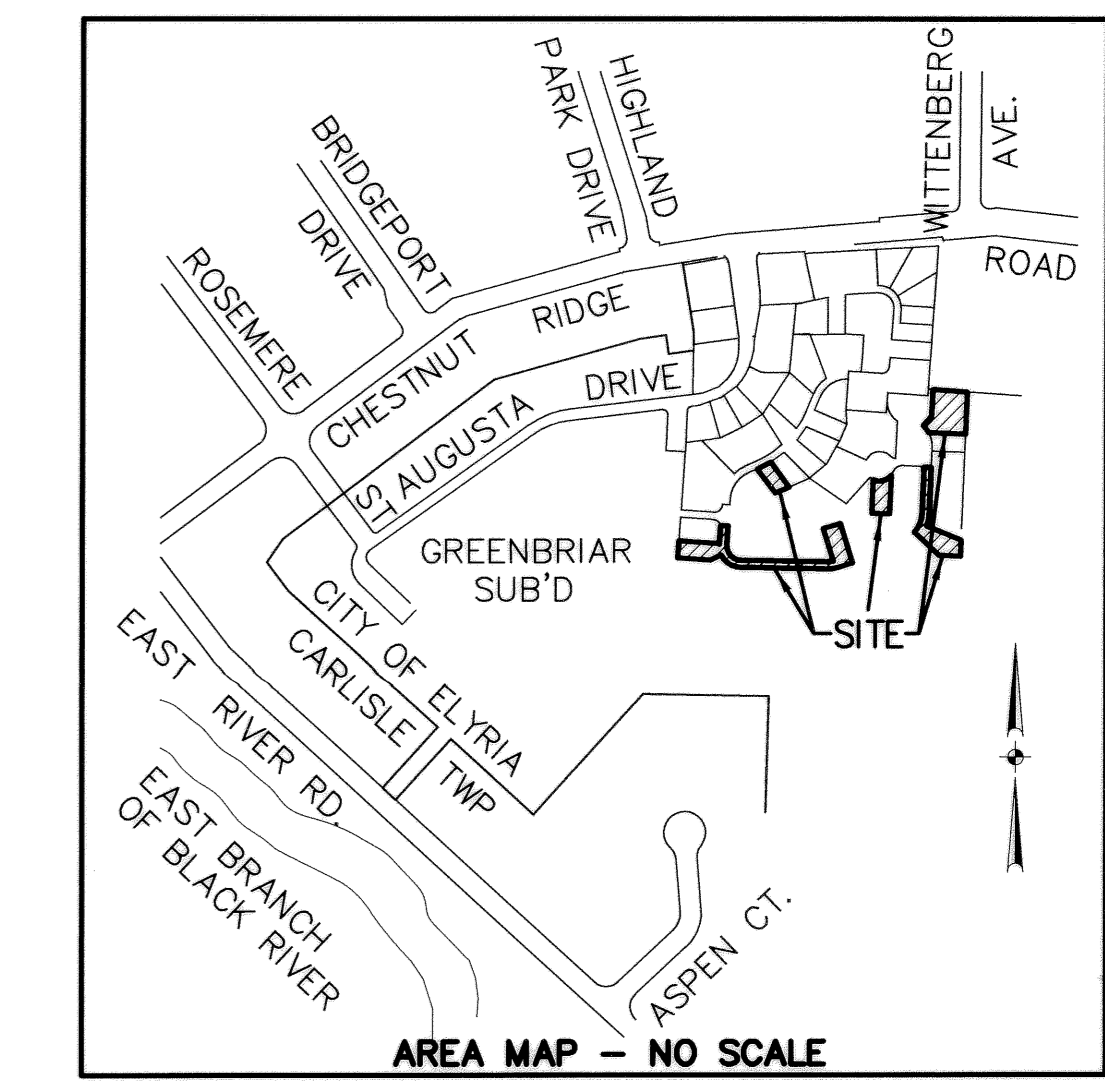 WITTENBERG
AVE.
HIGHLAND
PARK DRIVE
BRIDGEPORT
DRIVE
ROSEMERE
CHESTNUT RIDGE
ROAD
ST AUGUSTA DRIVE
GREENBRIAR
SUB'D
SITE
CITY OF ELYRIA
CARLISLE TWP
EAST RIVER RD.
EAST BRANCH
OF BLACK RIVER
ASPEN CT.
AREA MAP – NO SCALE